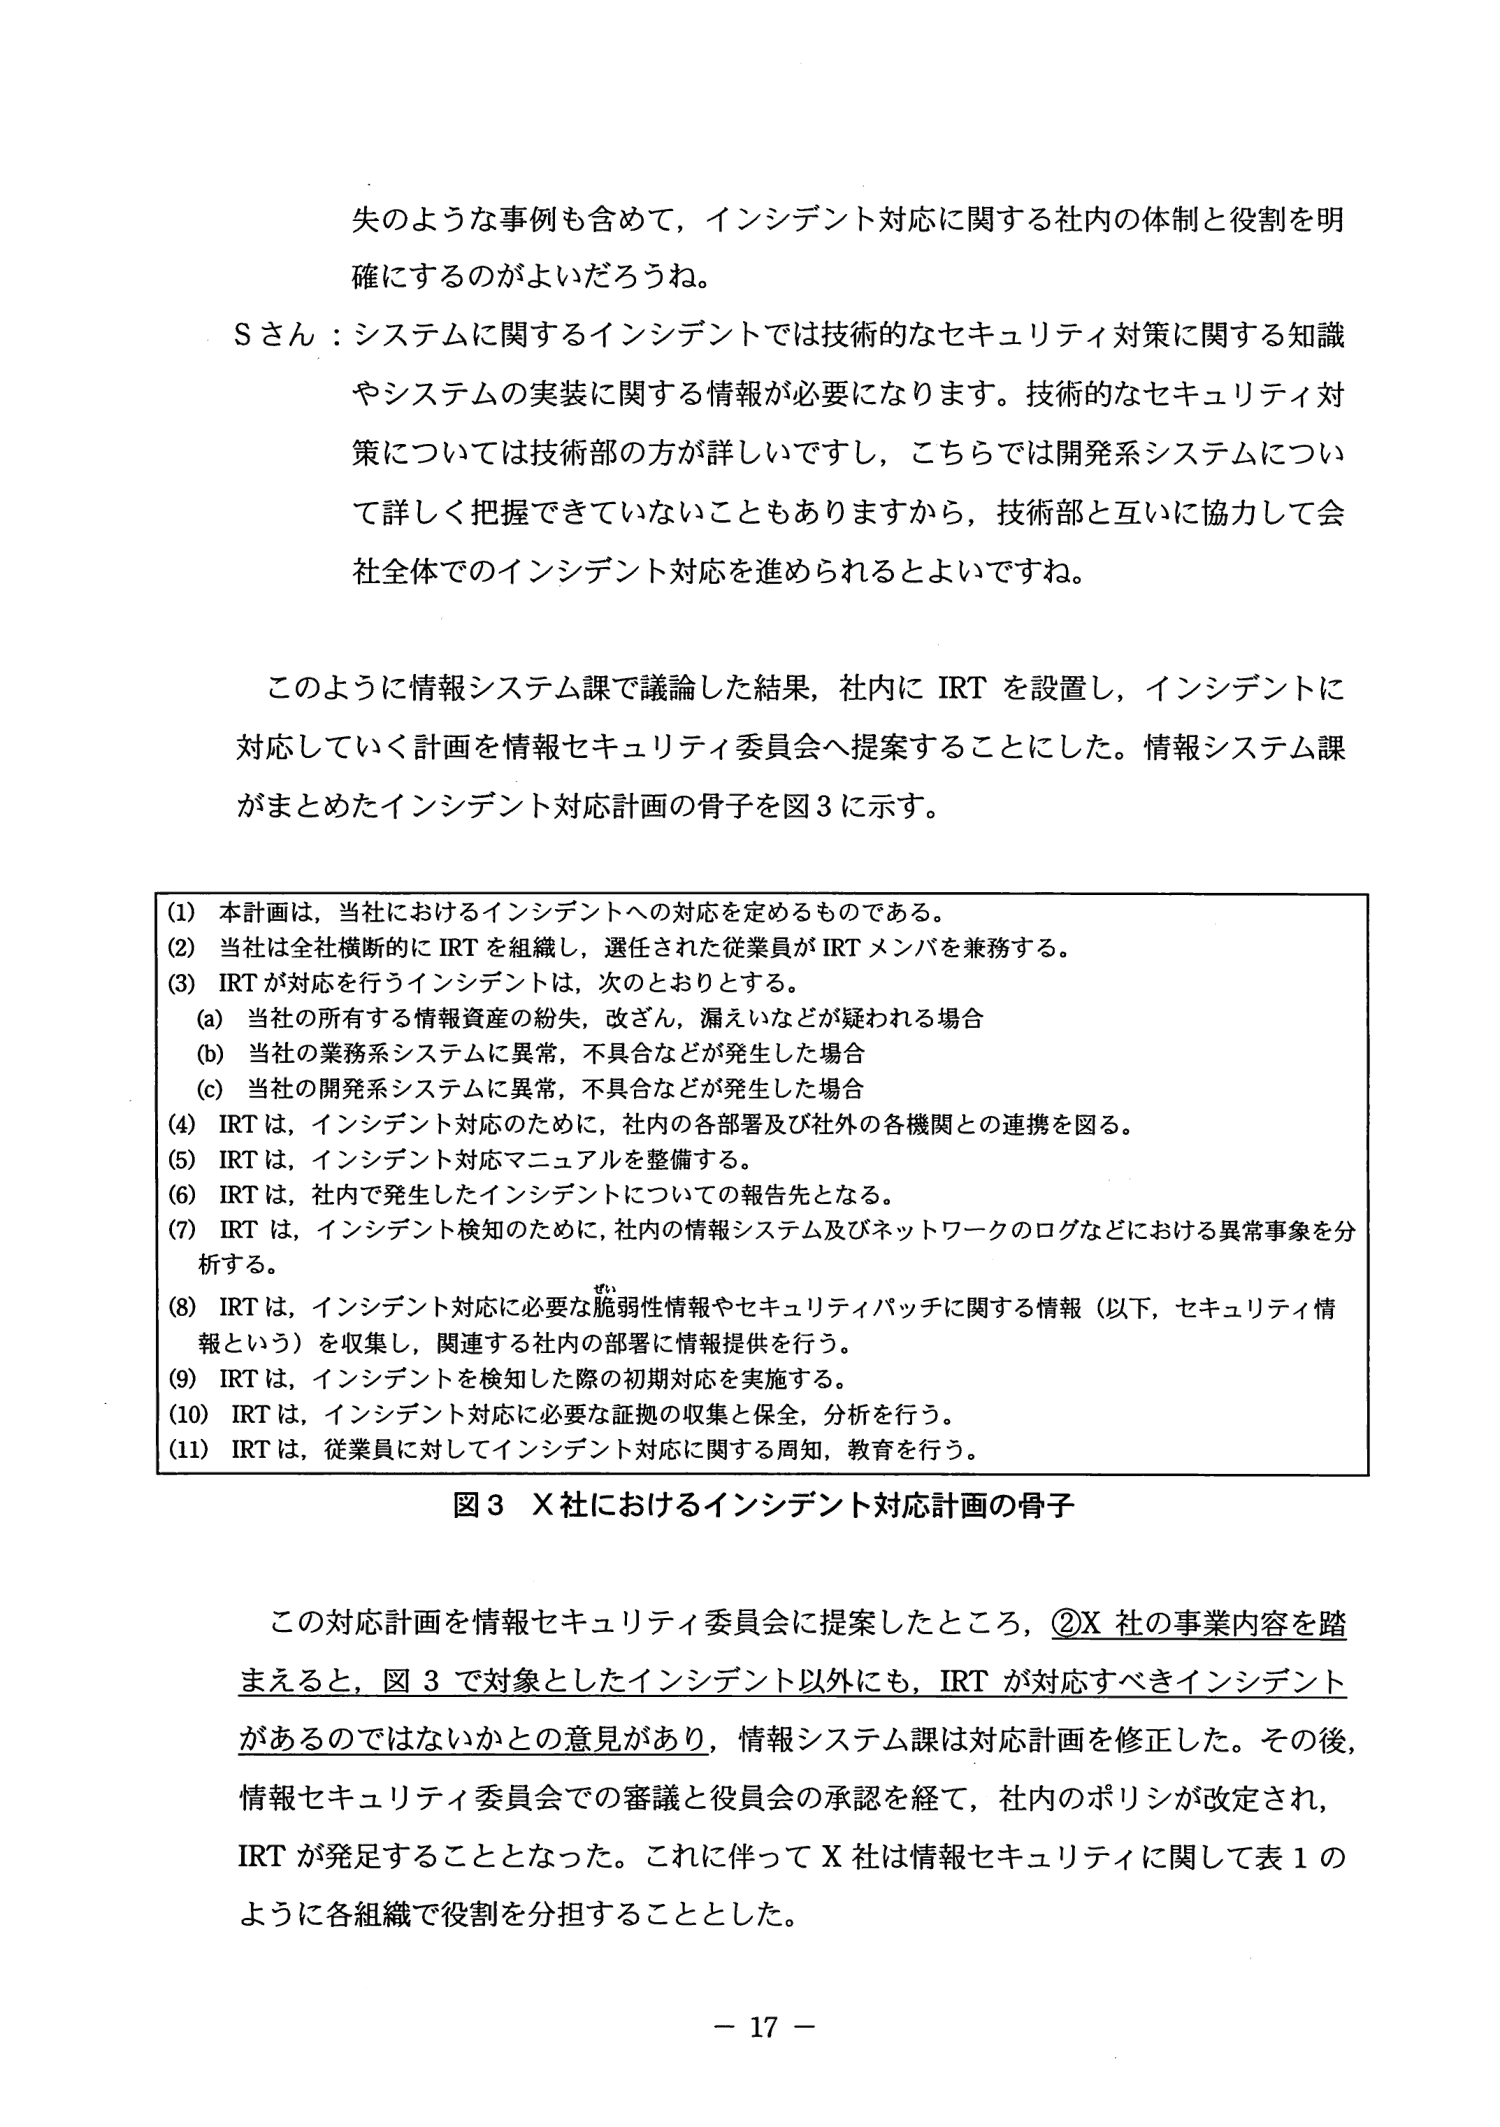 失のような事例も含めて，インシデント対応に関する社内の体制と役割を明
確にするのがよいだろうね。
Sさん：システムに関するインシデントでは技術的なセキュリティ対策に関する知識
やシステムの実装に関する情報が必要になります。技術的なセキュリティ対
策については技術部の方が詳しいですし，こちらでは開発系システムについ
て詳しく把握できていないこともありますから，技術部と互いに協力して会
社全体でのインシデント対応を進められるとよいですね。
このように情報システム課で議論した結果，社内に IRT を設置し，インシデントに
対応していく計画を情報セキュリティ委員会へ提案することにした。情報システム課
がまとめたインシデント対応計画の骨子を図3に示す。
(1) 本計画は，当社におけるインシデントへの対応を定めるものである。
(2) 当社は全社横断的に IRT を組織し，選任された従業員が IRT メンバを兼務する。
(3) IRT が対応を行うインシデントは，次のとおりとする。
(a) 当社の所有する情報資産の紛失，改ざん，漏えいなどが疑われる場合
(b) 当社の業務系システムに異常，不具合などが発生した場合
(c) 当社の開発系システムに異常，不具合などが発生した場合
(4) IRT は，インシデント対応のために，社内の各部署及び社外の各機関との連携を図る。
(5) IRT は，インシデント対応マニュアルを整備する。
(6) IRT は，社内で発生したインシデントについての報告先となる。
(7) IRT は，インシデント検知のために，社内の情報システム及びネットワークのログなどにおける異常事象を分
析する。
ぜい
(8) IRT は，インシデント対応に必要な脆弱性情報やセキュリティパッチに関する情報（以下，セキュリティ情
報という）を収集し，関連する社内の部署に情報提供を行う。
(9) IRT は，インシデントを検知した際の初期対応を実施する。
(10) IRT は，インシデント対応に必要な証拠の収集と保全，分析を行う。
(11) IRT は，従業員に対してインシデント対応に関する周知，教育を行う。
図3 X社におけるインシデント対応計画の骨子
この対応計画を情報セキュリティ委員会に提案したところ，②X 社の事業内容を踏
まえると，図 3 で対象としたインシデント以外にも，IRT が対応すべきインシデント
があるのではないかとの意見があり，情報システム課は対応計画を修正した。その後，
情報セキュリティ委員会での審議と役員会の承認を経て，社内のポリシが改定され，
IRT が発足することとなった。これに伴って X 社は情報セキュリティに関して表 1 の
ように各組織で役割を分担することとした。
－ 17 －